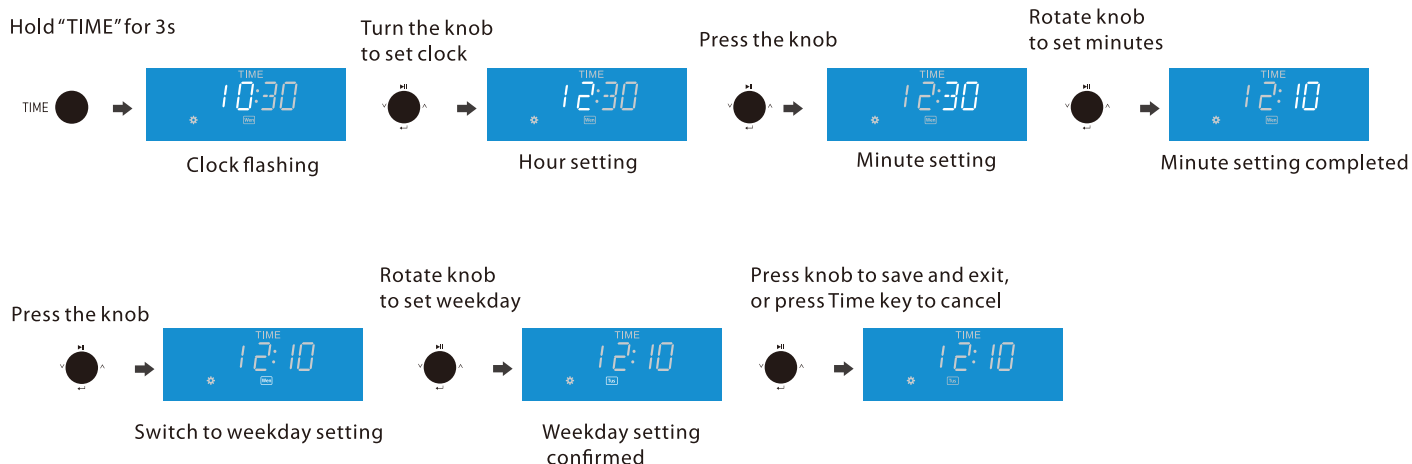 Hold “TIME” for 3s
TIME
TIME
10:30
Mon
Clock flashing
Turn the knob
to set clock
TIME
12:30
Mon
Hour setting
Press the knob
TIME
12:30
Mon
Minute setting
Rotate knob
to set minutes
TIME
12:10
Mon
Minute setting completed
Press the knob
TIME
12:10
Mon
Switch to weekday setting
Rotate knob
to set weekday
TIME
12:10
Tus
Weekday setting
confirmed
Press knob to save and exit,
or press Time key to cancel
TIME
12:10
Tus